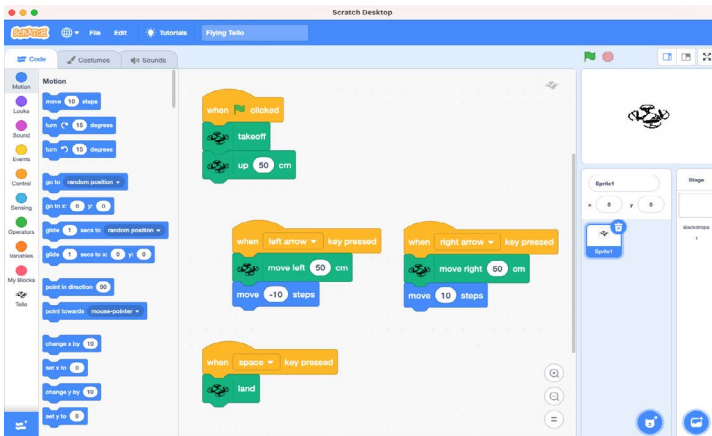 Scratch Desktop
SCRATCH File Edit Tutorials Flying Tello
Code Costumes Sounds
Motion
Looks
Sound
Events
Control
Sensing
Operators
Variables
My Blocks
Tello
Motion
move 10 steps
turn 15 degrees
turn 15 degrees
go to random position
go to x: 0 y: 0
glide 1 secs to random position
glide 1 secs to x: 0 y: 0
point in direction 90
point towards mouse-pointer
change x by 10
set x to 0
change y by 10
set y to 0
when clicked
takeoff
up 50 cm
when left arrow key pressed
move left 50 cm
move -10 steps
when right arrow key pressed
move right 50 cm
move 10 steps
when space key pressed
land
Sprite1
x 0 y 0
Sprite1
Stage
Backdrops
1